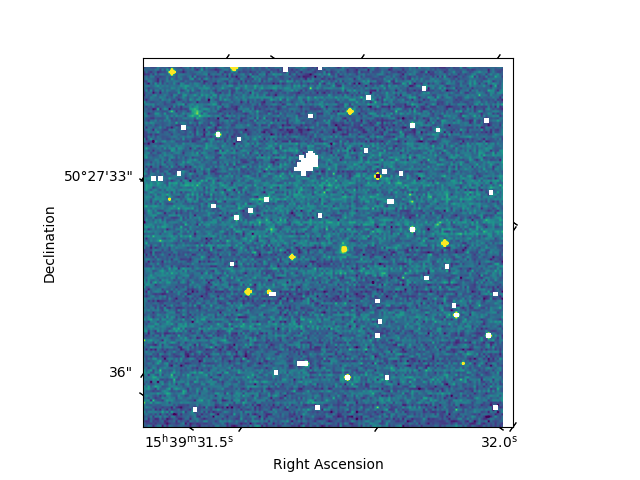 50°27'33"
Declination
36"
15ʰ39ᵐ31.5ˢ 32.0ˢ
Right Ascension